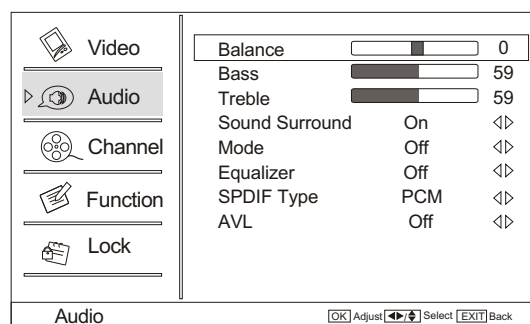 Video
Audio
Channel
Function
Lock
Balance 0
Bass 59
Treble 59
Sound Surround On
Mode Off
Equalizer Off
SPDIF Type PCM
AVL Off
Audio
OK Adjust ◀▶/♦ Select EXIT Back